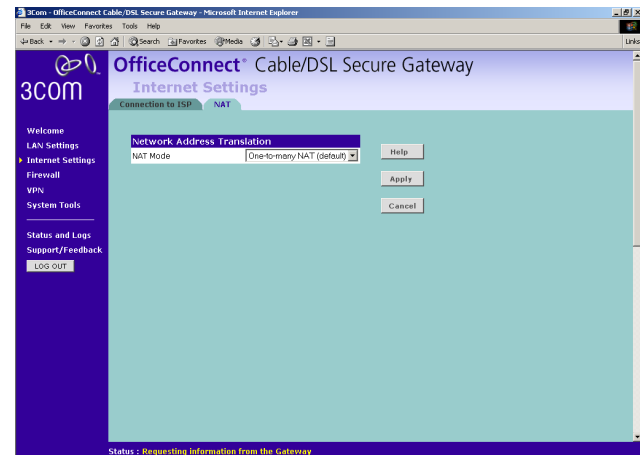 3Com - OfficeConnect Cable/DSL Secure Gateway - Microsoft Internet Explorer
File Edit View Favorites Tools Help
Back Search Favorites Media Links
3COM
OfficeConnect® Cable/DSL Secure Gateway
Internet Settings
Connection to ISP NAT
Welcome
LAN Settings
Internet Settings
Firewall
VPN
System Tools
Status and Logs
Support/Feedback
LOG OUT
Network Address Translation
NAT Mode One-to-many NAT (default)
Help
Apply
Cancel
Status : Requesting information from the Gateway